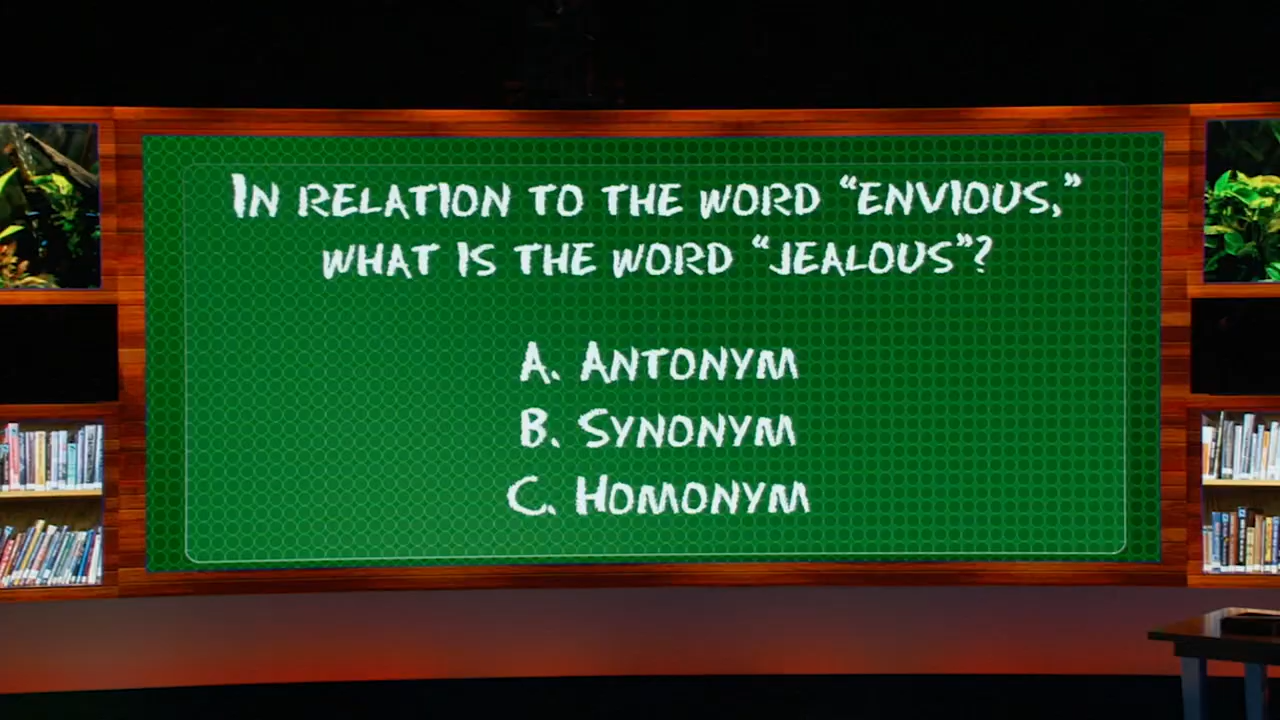 In relation to the word “envious,”
what is the word “jealous”?
A. Antonym
B. Synonym
C. Homonym